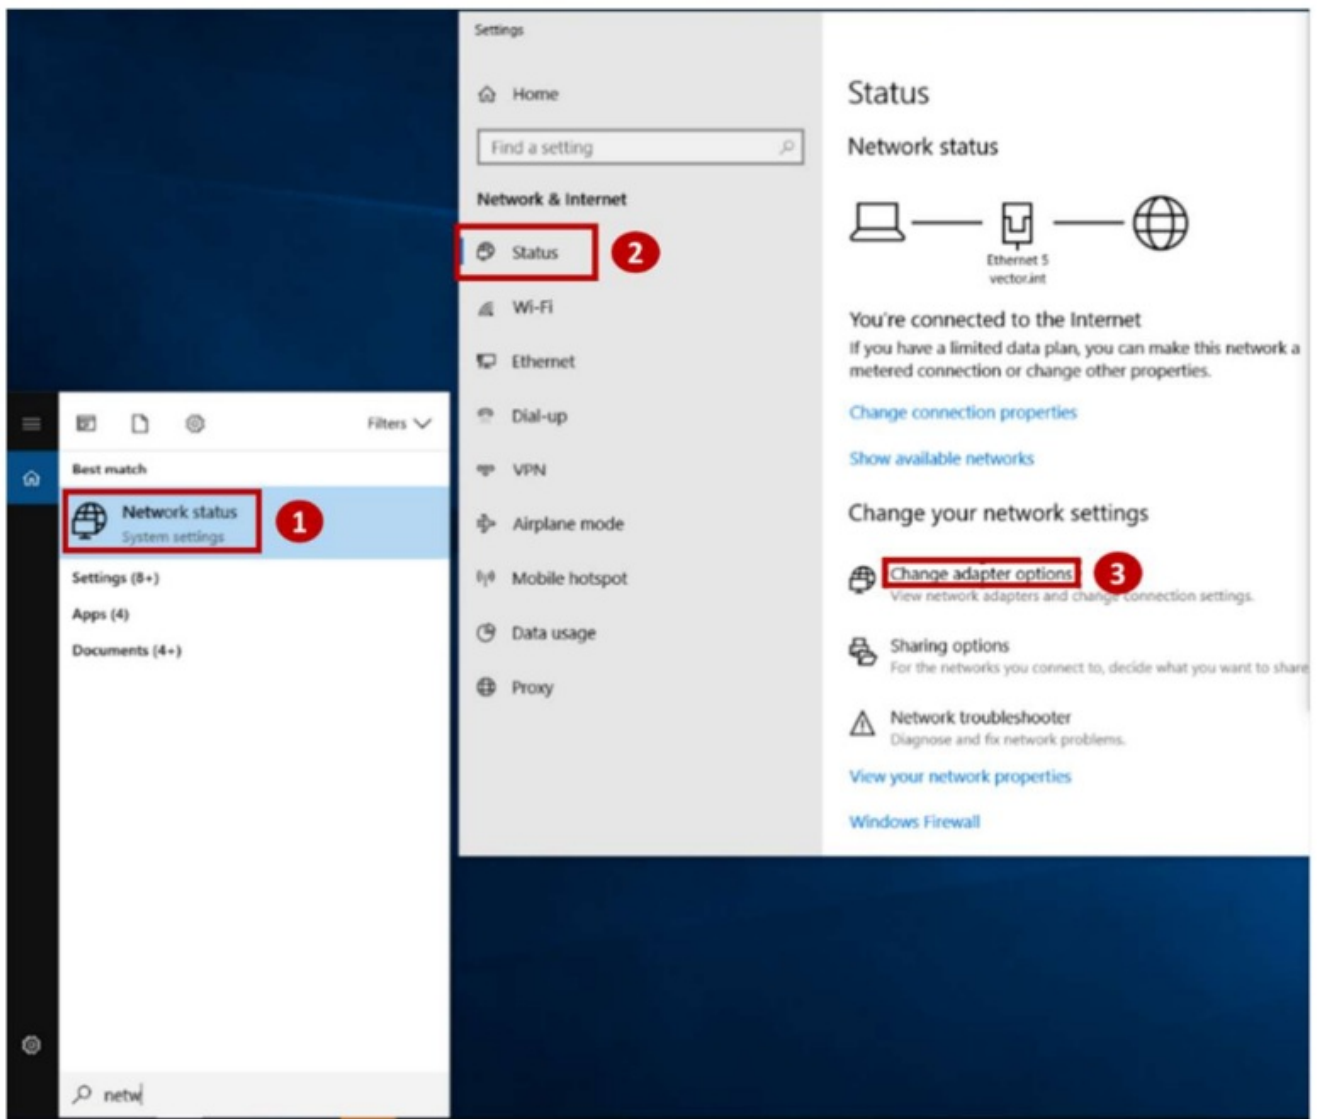 Filters
Best match
Network status
System settings
1
Settings (8+)
Apps (4)
Documents (4+)
netw
Settings
Home
Find a setting
Network & Internet
Status
2
Wi-Fi
Ethernet
Dial-up
VPN
Airplane mode
Mobile hotspot
Data usage
Proxy
Status
Network status
Ethernet 5
vector.int
You're connected to the Internet
If you have a limited data plan, you can make this network a
metered connection or change other properties.
Change connection properties
Show available networks
Change your network settings
Change adapter options
3
View network adapters and change connection settings.
Sharing options
For the networks you connect to, decide what you want to share
Network troubleshooter
Diagnose and fix network problems.
View your network properties
Windows Firewall